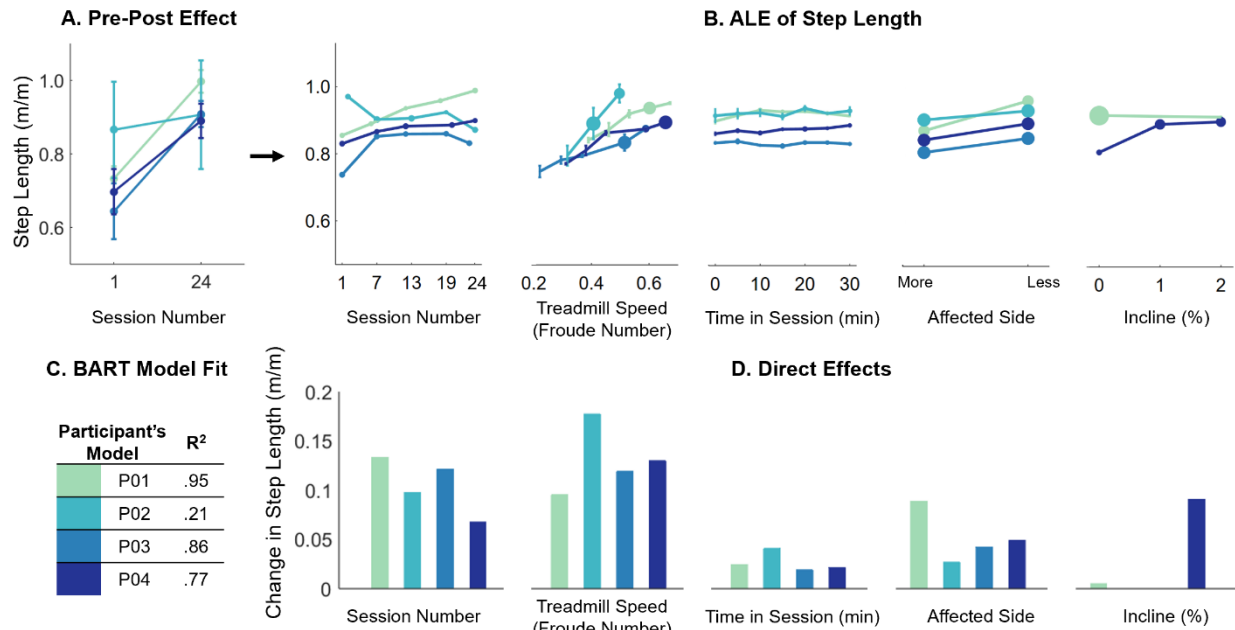 A. Pre-Post Effect
B. ALE of Step Length
Step Length (m/m)
1.0
0.8
0.6
1
24
Session Number
1.0
0.8
0.6
1 7 13 19 24
Session Number
0.2 0.4 0.6
Treadmill Speed
(Froude Number)
0 10 20 30
Time in Session (min)
More Less
Affected Side
0 1 2
Incline (%)
C. BART Model Fit
Participant's
Model
R²
P01 .95
P02 .21
P03 .86
P04 .77
D. Direct Effects
Change in Step Length (m/m)
0.2
0.15
0.1
0.05
0
Session Number
Treadmill Speed
(Froude Number)
Time in Session (min)
Affected Side
Incline (%)